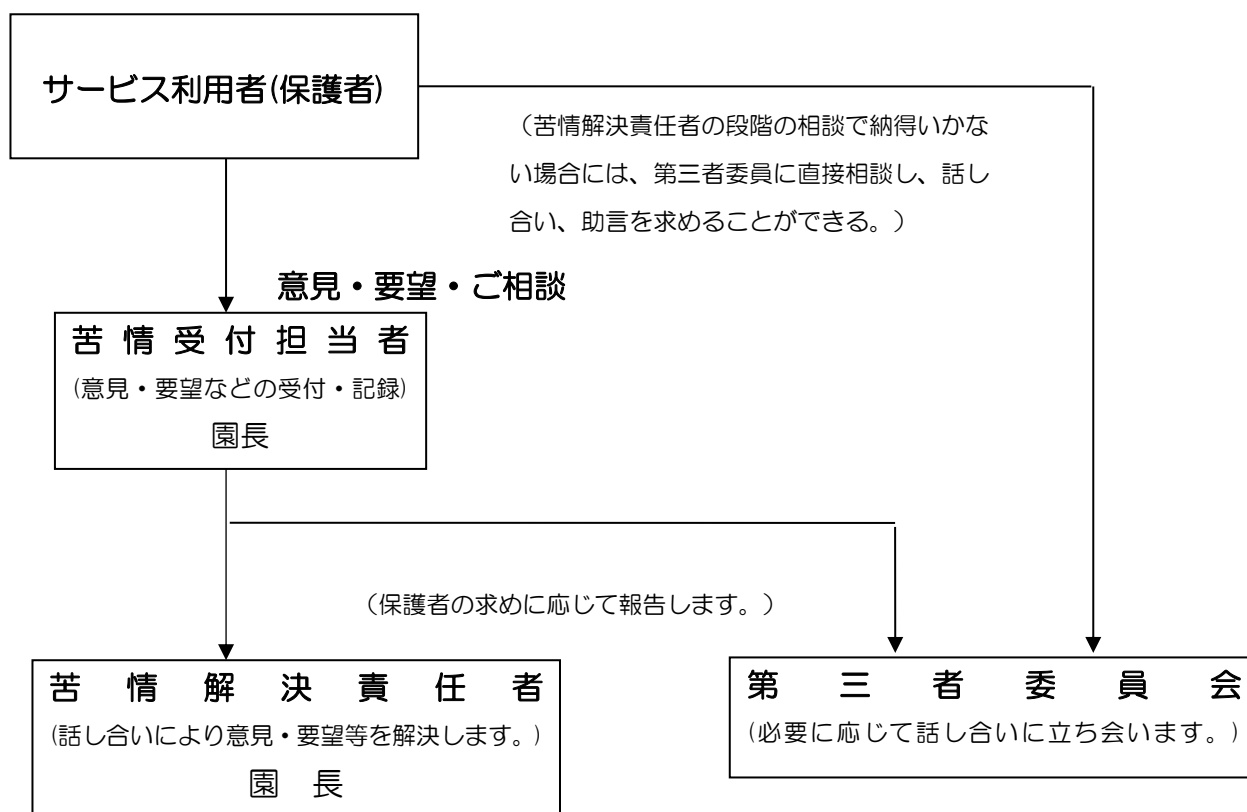 サービス利用者(保護者)
(苦情解決責任者の段階の相談で納得いかな
い場合には、第三者委員に直接相談し、話し
合い、助言を求めることができる。)
意見・要望・ご相談
苦情受付担当者
(意見・要望などの受付・記録)
園長
(保護者の求めに応じて報告します。)
苦情解決責任者
(話し合いにより意見・要望等を解決します。)
園 長
第三者委員会
(必要に応じて話し合いに立ち会います。)